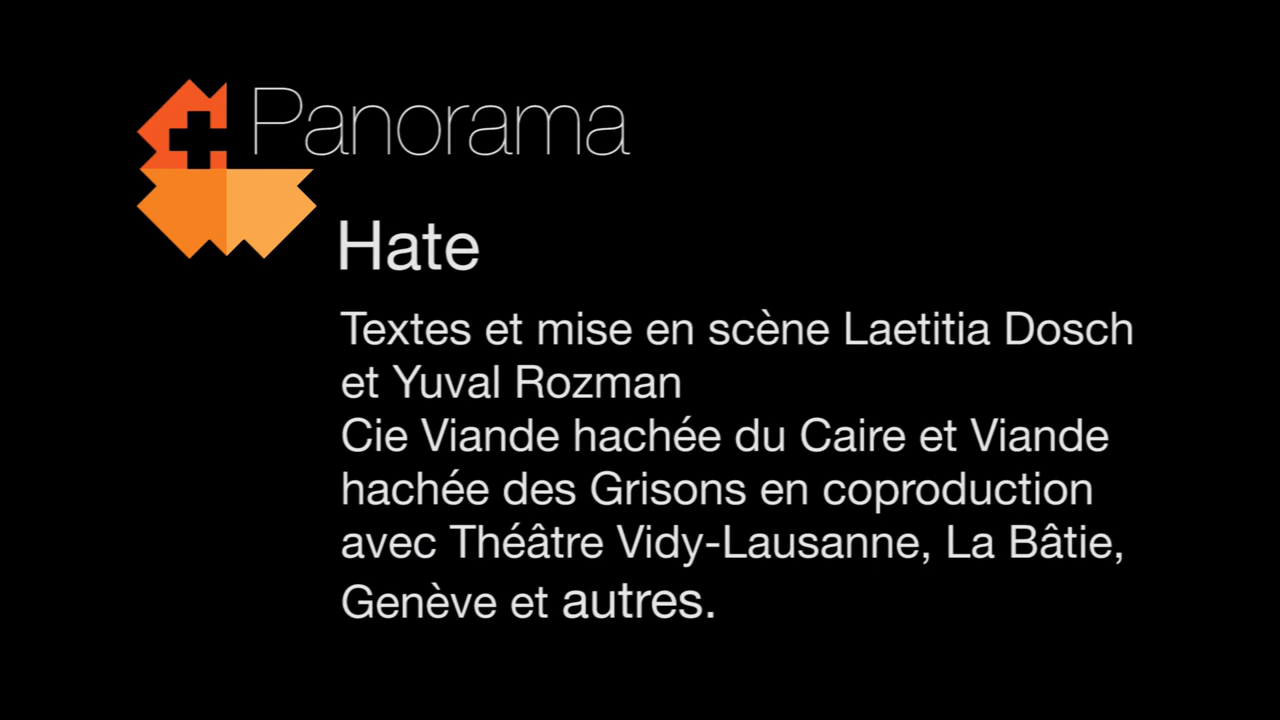 Panorama
Hate
Textes et mise en scène Laetitia Dosch
et Yuval Rozman
Cie Viande hachée du Caire et Viande
hachée des Grisons en coproduction
avec Théâtre Vidy-Lausanne, La Bâtie,
Genève et autres.